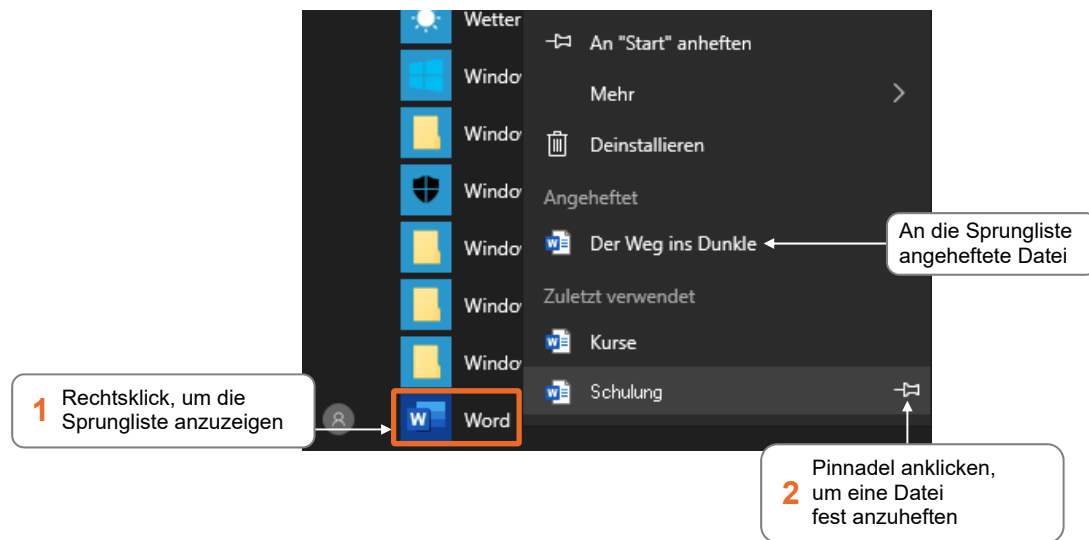 Wetter
An "Start" anheften
Windo
Mehr
Windo
Deinstallieren
Windo
Angeheftet
Windo
Der Weg ins Dunkle
An die Sprungliste
angeheftete Datei
Zuletzt verwendet
Windo
Kurse
Windo
Schulung
1 Rechtsklick, um die
Sprungliste anzuzeigen
W Word
Pinnadel anklicken,
2 um eine Datei
fest anzuheften